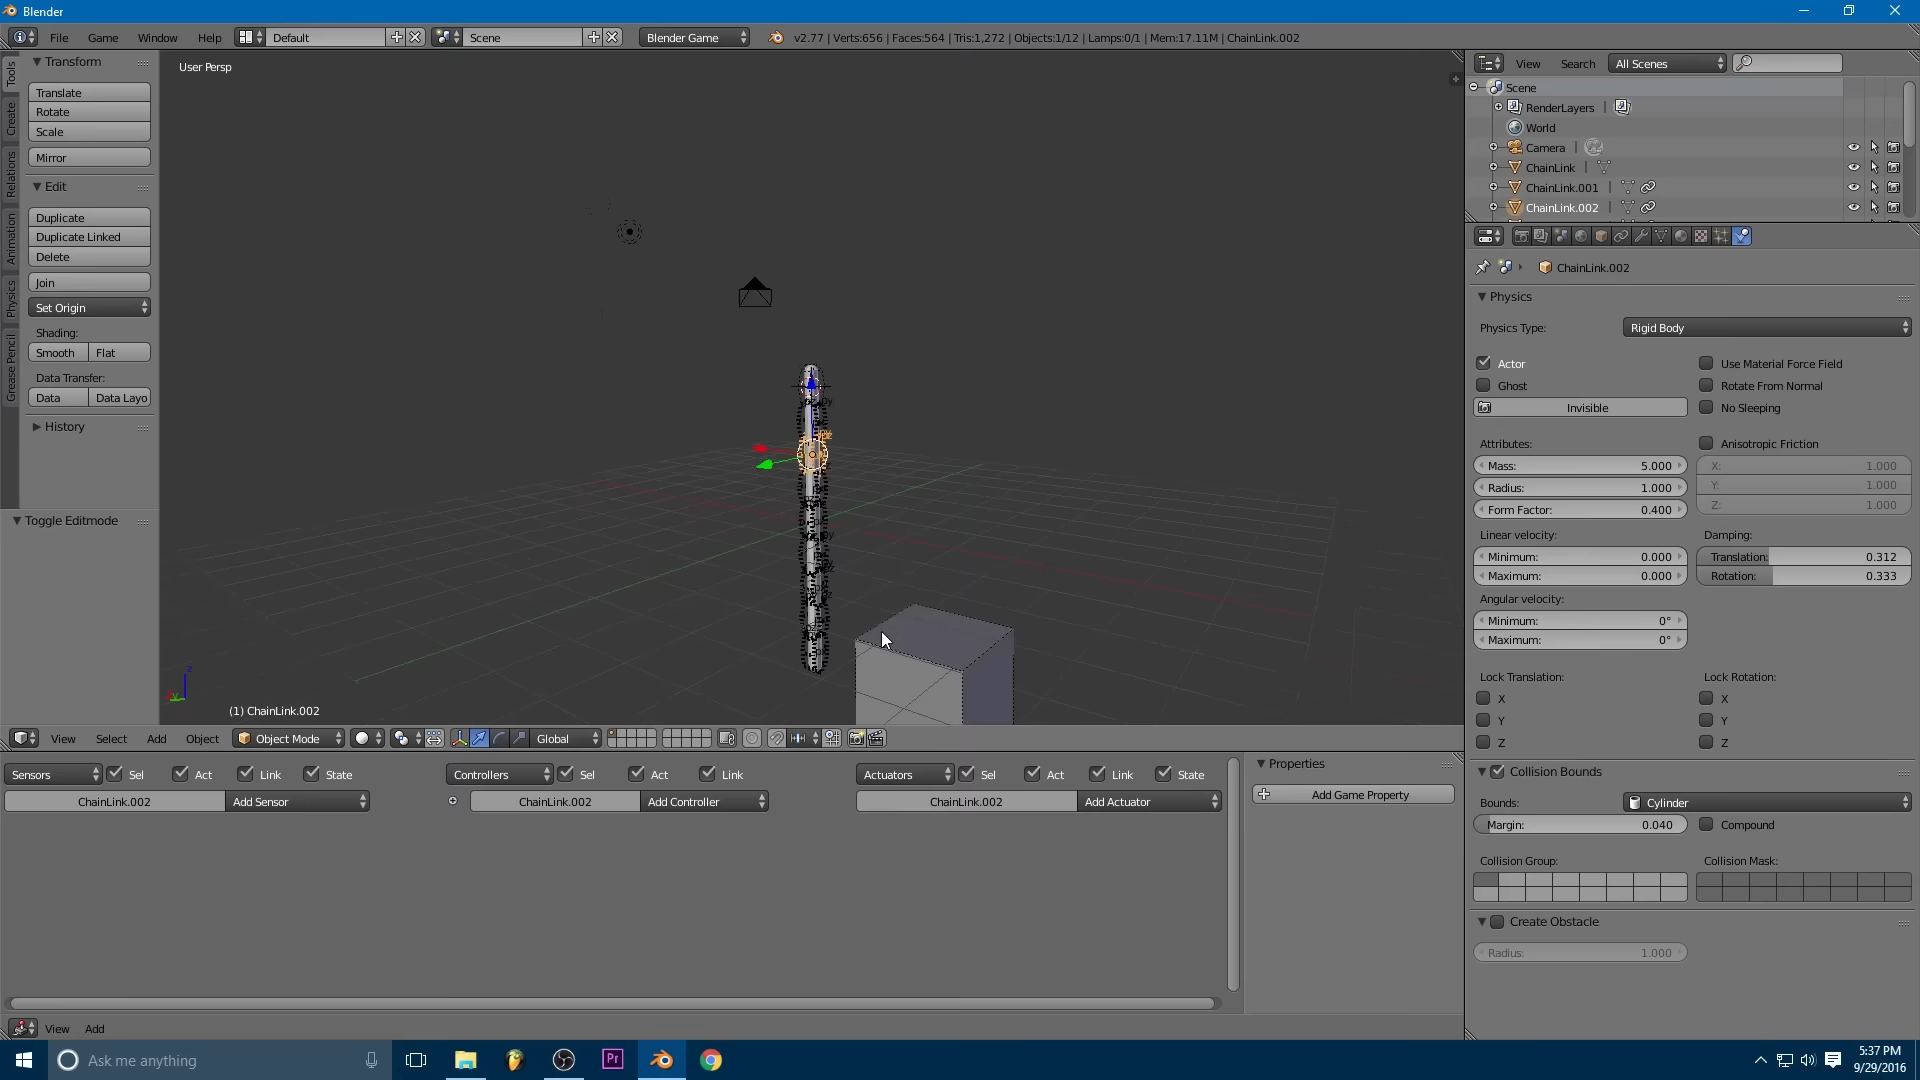 Blender
File Game Window Help Default Scene Blender Game v2.77 | Verts:656 | Faces:564 | Tris:1,272 | Objects:1/12 | Lamps:0/1 | Mem:17.11M | ChainLink.002
Tools
Create
Relations
Animation
Physics
Grease Pencil
Transform
Translate
Rotate
Scale
Mirror
Edit
Duplicate
Duplicate Linked
Delete
Join
Set Origin
Shading:
Smooth Flat
Data Transfer:
Data Data Layo
History
Toggle Editmode
User Persp
(1) ChainLink.002
View Select Add Object Object Mode Global
Sensors Sel Act Link State Controllers Sel Act Link Actuators Sel Act Link State
ChainLink.002 Add Sensor ChainLink.002 Add Controller ChainLink.002 Add Actuator
Properties
Add Game Property
View Add
View Search All Scenes
Scene
RenderLayers |
World
Camera |
ChainLink |
ChainLink.001
ChainLink.002
ChainLink.002
Physics
Physics Type: Rigid Body
Actor Use Material Force Field
Ghost Rotate From Normal
Invisible No Sleeping
Attributes: Anisotropic Friction
Mass: 5.000 X: 1.000
Radius: 1.000 Y: 1.000
Form Factor: 0.400 Z: 1.000
Linear velocity: Damping:
Minimum: 0.000 Translation: 0.312
Maximum: 0.000 Rotation: 0.333
Angular velocity:
Minimum: 0°
Maximum: 0°
Lock Translation: Lock Rotation:
X X
Y Y
Z Z
Collision Bounds
Bounds: Cylinder
Margin: 0.040 Compound
Collision Group: Collision Mask:
Create Obstacle
Radius: 1.000
Ask me anything
Pr
5:37 PM
9/29/2016